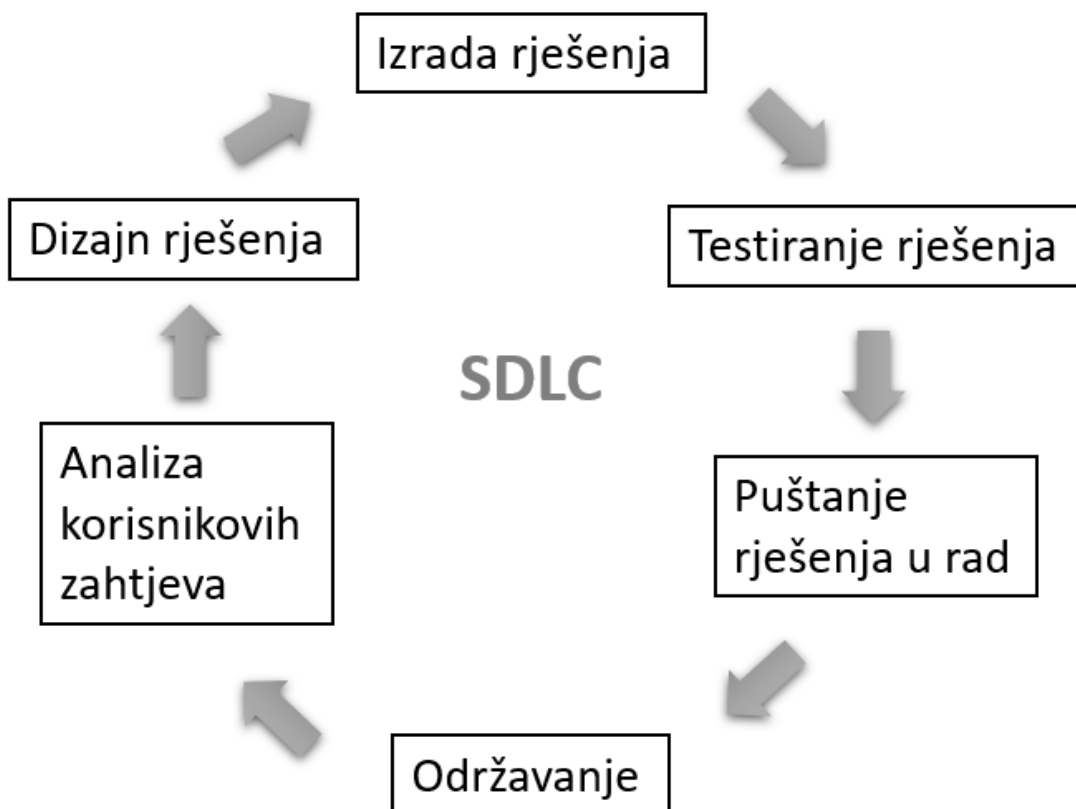 Izrada rješenja
Dizajn rješenja
Testiranje rješenja
SDLC
Analiza
korisnikovih
zahtjeva
Puštanje
rješenja u rad
Održavanje